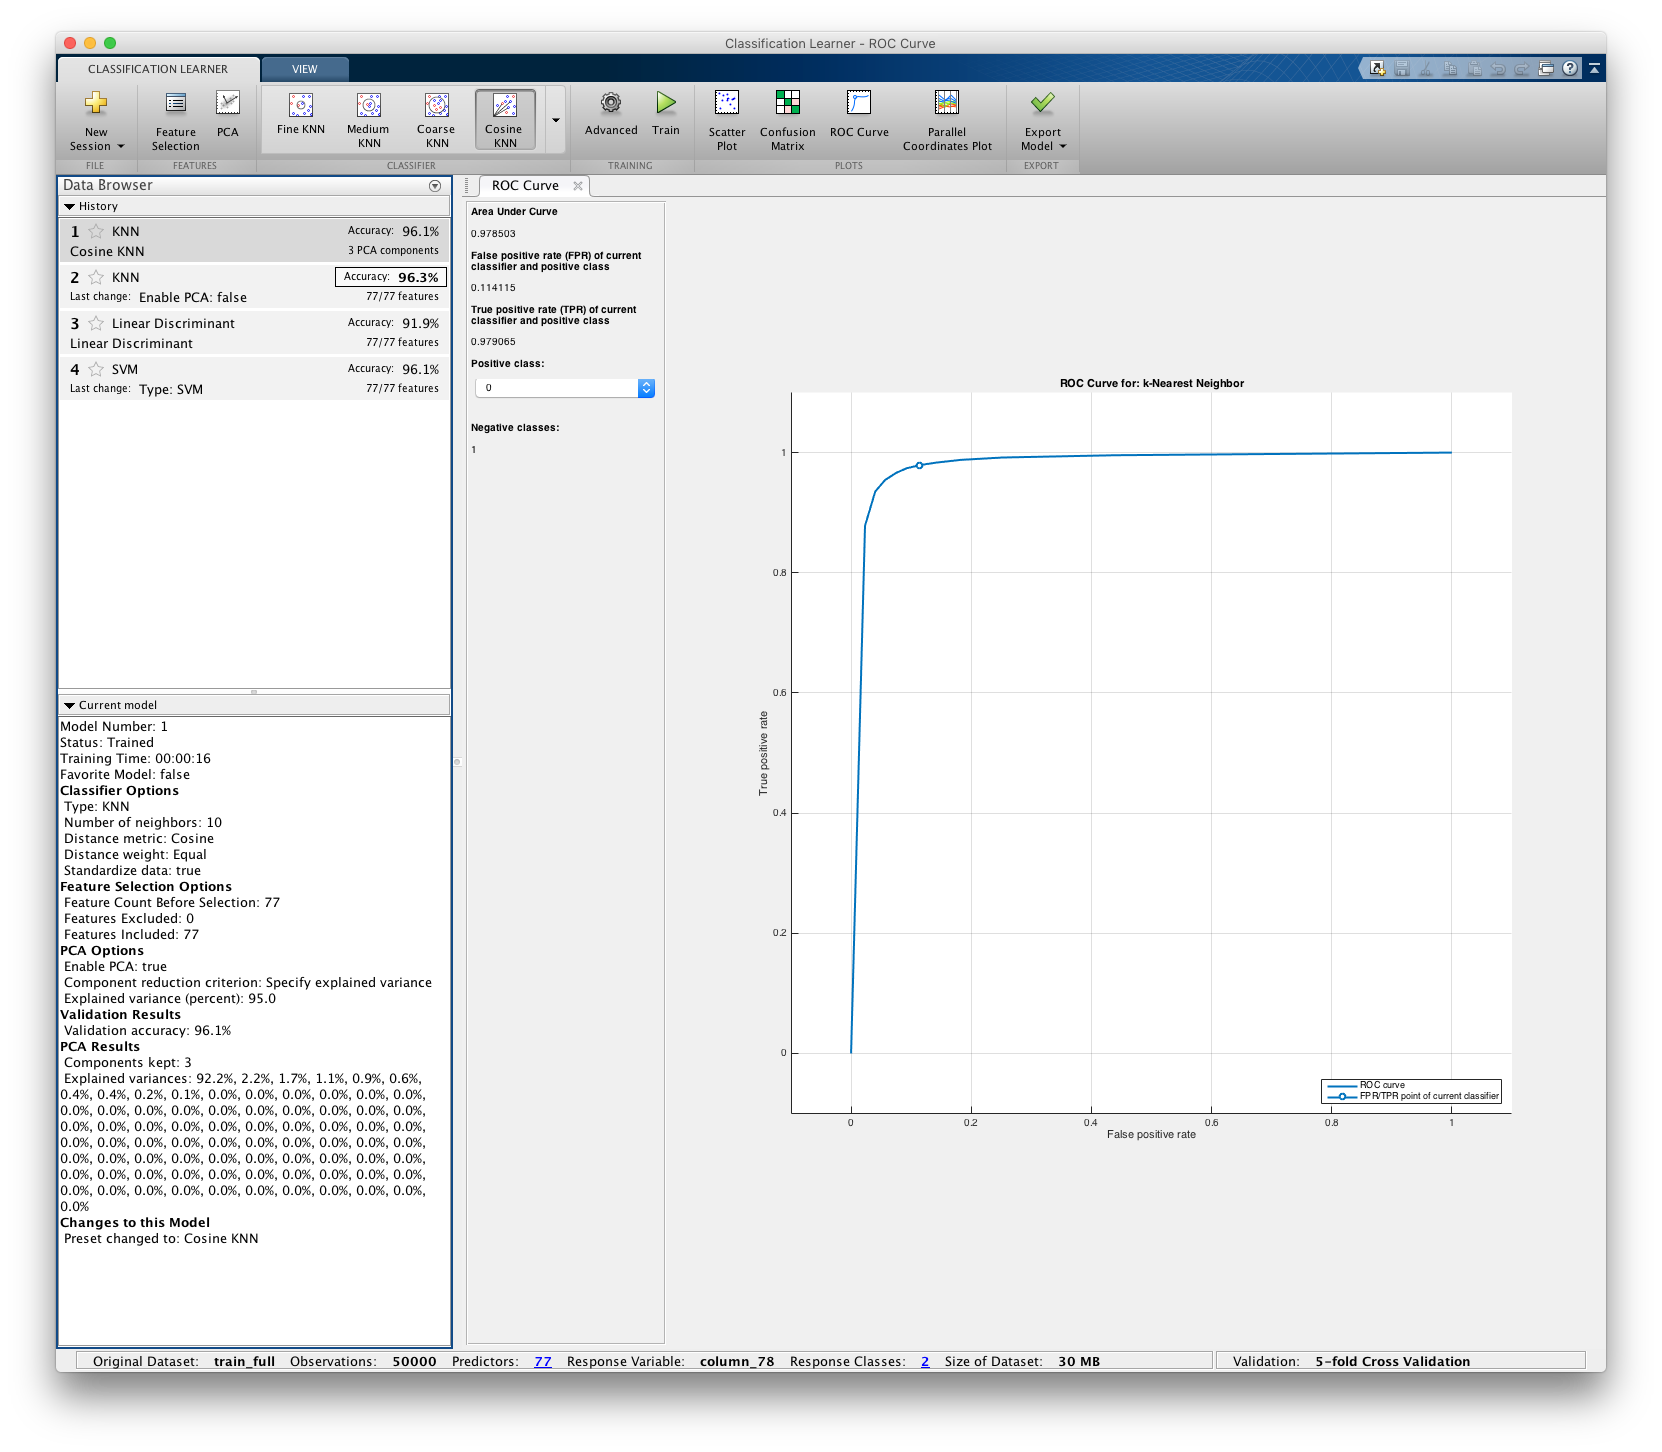 Classification Learner - ROC Curve
CLASSIFICATION LEARNER VIEW
New Session
Feature Selection
PCA
Fine KNN
Medium KNN
Coarse KNN
Cosine KNN
Advanced
Train
Scatter Plot
Confusion Matrix
ROC Curve
Parallel Coordinates Plot
Export Model
FILE FEATURES CLASSIFIER TRAINING PLOTS EXPORT
Data Browser
History
1 KNN Accuracy: 96.1%
Cosine KNN 3 PCA components
2 KNN Accuracy: 96.3%
Last change: Enable PCA: false 77/77 features
3 Linear Discriminant Accuracy: 91.9%
Linear Discriminant 77/77 features
4 SVM Accuracy: 96.1%
Last change: Type: SVM 77/77 features
Current model
Model Number: 1
Status: Trained
Training Time: 00:00:16
Favorite Model: false
Classifier Options
Type: KNN
Number of neighbors: 10
Distance metric: Cosine
Distance weight: Equal
Standardize data: true
Feature Selection Options
Feature Count Before Selection: 77
Features Excluded: 0
Features Included: 77
PCA Options
Enable PCA: true
Component reduction criterion: Specify explained variance
Explained variance (percent): 95.0
Validation Results
Validation accuracy: 96.1%
PCA Results
Components kept: 3
Explained variances: 92.2%, 2.2%, 1.7%, 1.1%, 0.9%, 0.6%,
0.4%, 0.4%, 0.2%, 0.1%, 0.0%, 0.0%, 0.0%, 0.0%, 0.0%, 0.0%,
0.0%, 0.0%, 0.0%, 0.0%, 0.0%, 0.0%, 0.0%, 0.0%, 0.0%, 0.0%,
0.0%, 0.0%, 0.0%, 0.0%, 0.0%, 0.0%, 0.0%, 0.0%, 0.0%, 0.0%,
0.0%, 0.0%, 0.0%, 0.0%, 0.0%, 0.0%, 0.0%, 0.0%, 0.0%, 0.0%,
0.0%, 0.0%, 0.0%, 0.0%, 0.0%, 0.0%, 0.0%, 0.0%, 0.0%, 0.0%,
0.0%, 0.0%, 0.0%, 0.0%, 0.0%, 0.0%, 0.0%, 0.0%, 0.0%, 0.0%,
0.0%, 0.0%, 0.0%, 0.0%, 0.0%, 0.0%, 0.0%, 0.0%, 0.0%, 0.0%,
0.0%
Changes to this Model
Preset changed to: Cosine KNN
ROC Curve
Area Under Curve
0.978503
False positive rate (FPR) of current
classifier and positive class
0.114115
True positive rate (TPR) of current
classifier and positive class
0.979065
Positive class:
0
Negative classes:
1
ROC Curve for: k-Nearest Neighbor
1
0.8
0.6
0.4
0.2
0
True positive rate
ROC curve
FPR/TPR point of current classifier
0 0.2 0.4 0.6 0.8 1
False positive rate
Original Dataset: train_full Observations: 50000 Predictors: 77 Response Variable: column_78 Response Classes: 2 Size of Dataset: 30 MB Validation: 5-fold Cross Validation